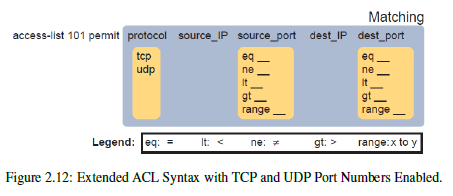 Matching
access-list 101 permit protocol source_IP source_port dest_IP dest_port
tcp eq __ eq __
udp ne __ ne __
lt __ lt __
gt __ gt __
range __ range __
Legend: eq: = lt: < ne: ≠ gt: > range: x to y
Figure 2.12: Extended ACL Syntax with TCP and UDP Port Numbers Enabled.